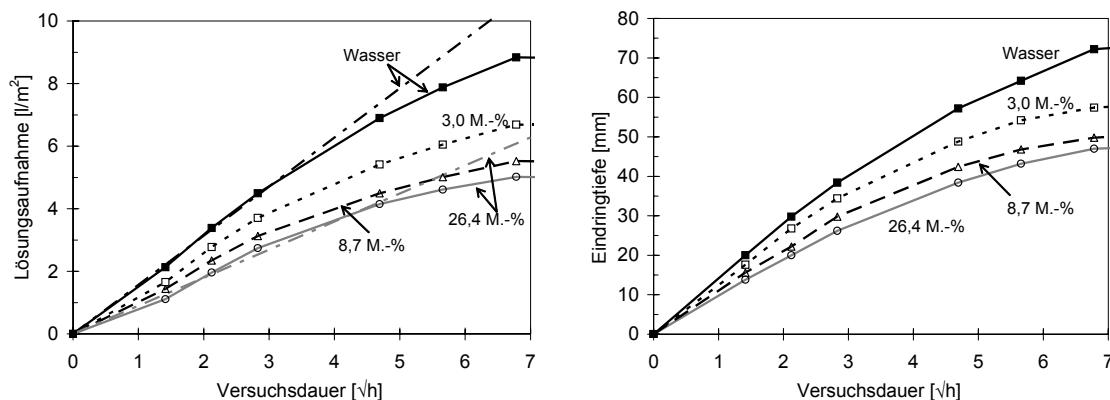 Lösungsaufnahme [l/m²]
10
8
6
4
2
0
Wasser
3,0 M.-%
8,7 M.-%
26,4 M.-%
0 1 2 3 4 5 6 7
Versuchsdauer [√h]
Eindringtiefe [mm]
80
70
60
50
40
30
20
10
0
Wasser
3,0 M.-%
8,7 M.-%
26,4 M.-%
0 1 2 3 4 5 6 7
Versuchsdauer [√h]